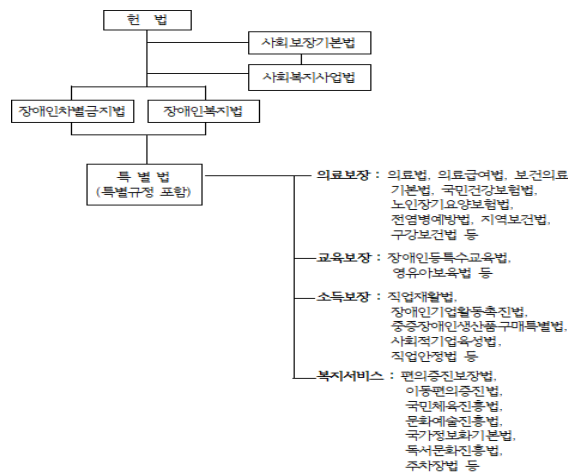 헌 법
사회보장기본법
사회복지사업법
장애인차별금지법
장애인복지법
특 별 법
(특별규정 포함)
의료보장 : 의료법, 의료급여법, 보건의료
기본법, 국민건강보험법,
노인장기요양보험법,
전염병예방법, 지역보건법,
구강보건법 등
교육보장 : 장애인등특수교육법,
영유아보육법 등
소득보장 : 직업재활법,
장애인기업활동촉진법,
중증장애인생산품구매특별법,
사회적기업육성법,
직업안정법 등
복지서비스 : 편의증진보장법,
이동편의증진법,
국민체육진흥법,
문화예술진흥법,
국가정보화기본법,
독서문화진흥법,
주차장법 등